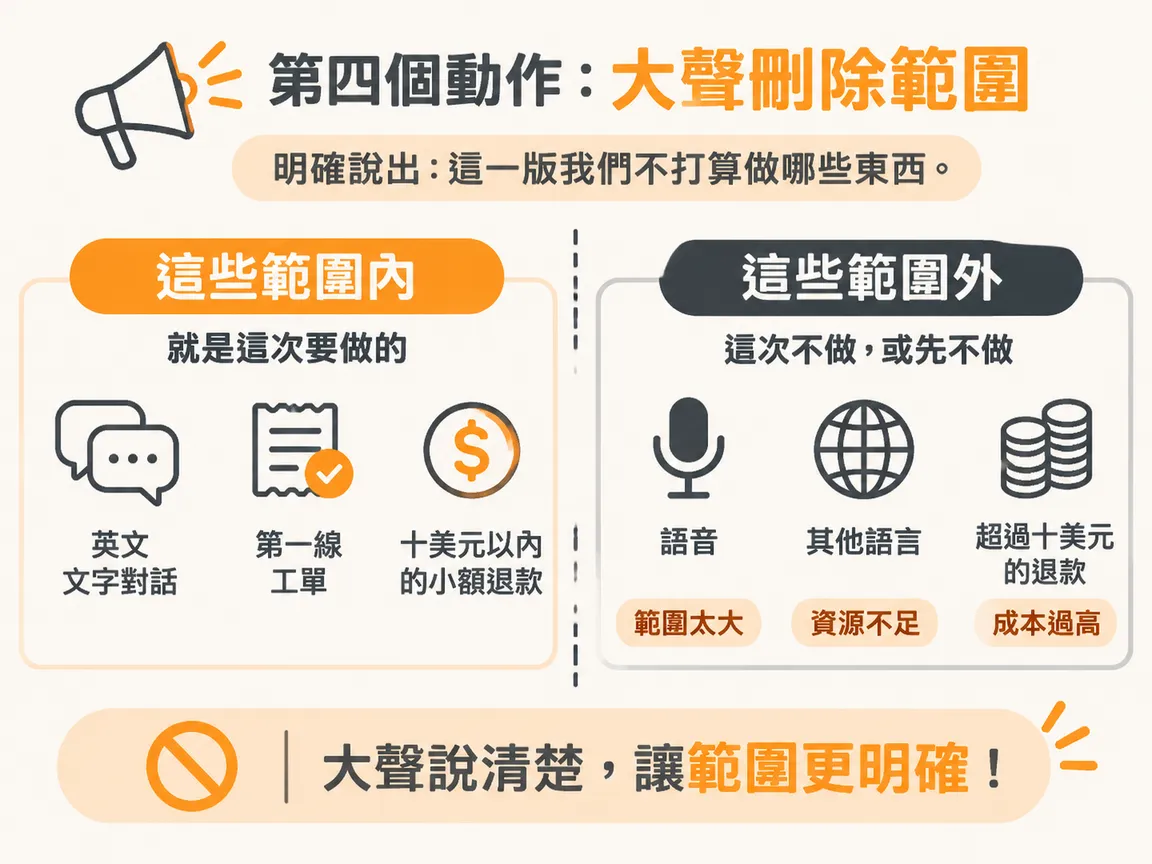 第四個動作：大聲刪除範圍
明確說出：這一版我們不打算做哪些東西。
這些範圍內
就是這次要做的
英文
文字對話
第一線
工單
$
十美元以內
的小額退款
這些範圍外
這次不做，或先不做
語音
範圍太大
其他語言
資源不足
超過十美元
的退款
成本過高
大聲說清楚，讓範圍更明確！